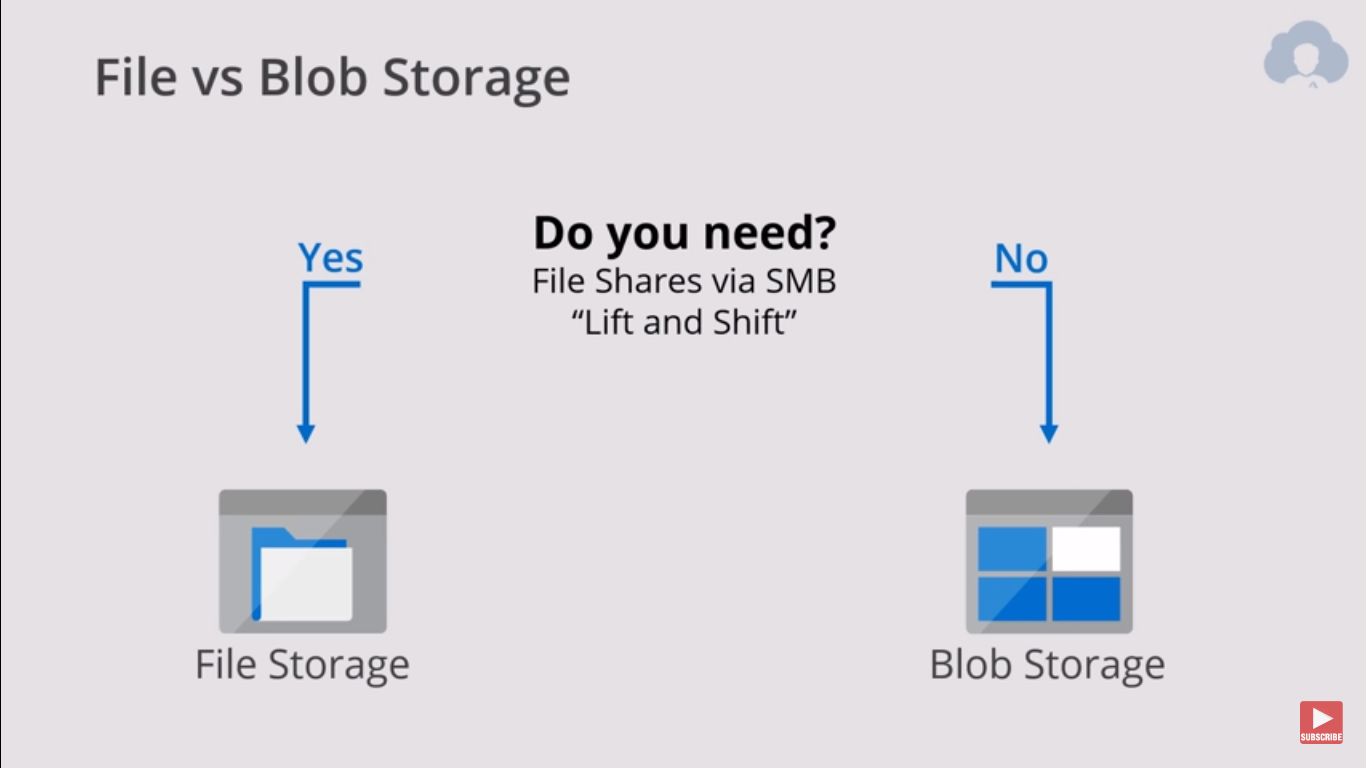 File vs Blob Storage
Do you need?
File Shares via SMB
“Lift and Shift”
Yes
No
File Storage
Blob Storage
SUBSCRIBE